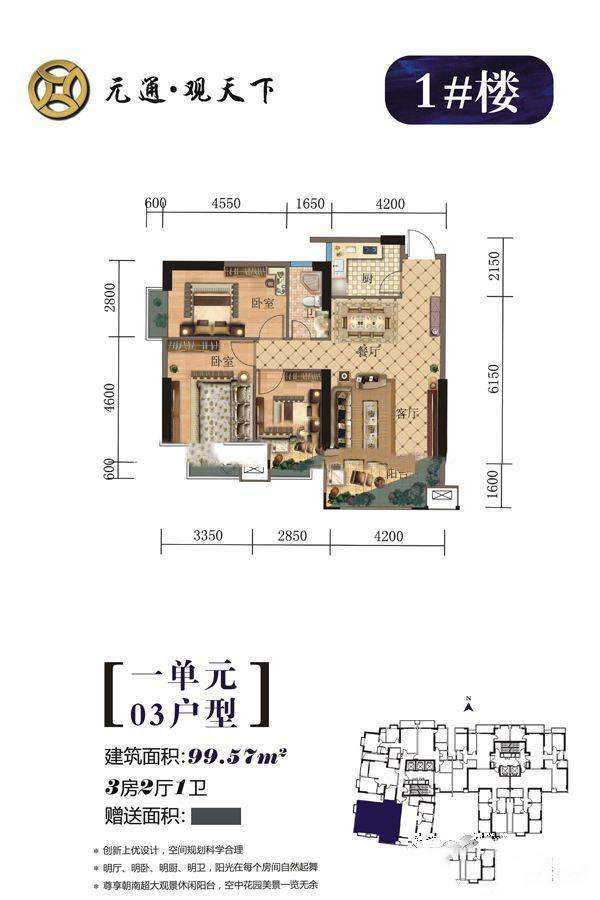 元通·观天下
1#楼
600 4550 1650 4200
2800
4600
600
2150
6150
1600
厨
卧室
卫
卧室
餐厅
客厅
阳
3350 2850 4200
一单元
03户型
建筑面积:99.57m²
3房2厅1卫
赠送面积:
N
* 创新上优设计，空间规划科学合理
* 明厅、明卧、明厨、明卫，阳光在每个房间自然起舞
* 尊享朝南超大观景休闲阳台，空中花园美景一览无余